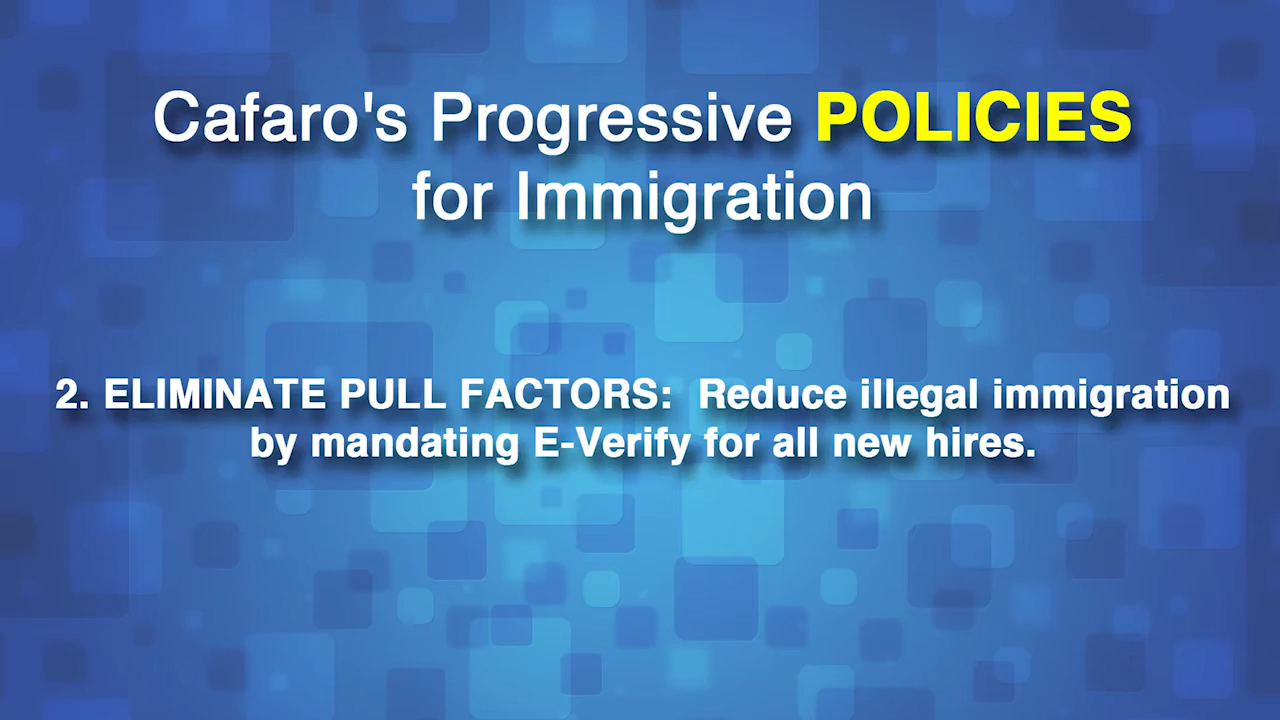 Cafaro's Progressive POLICIES
for Immigration
2. ELIMINATE PULL FACTORS:  Reduce illegal immigration
by mandating E-Verify for all new hires.